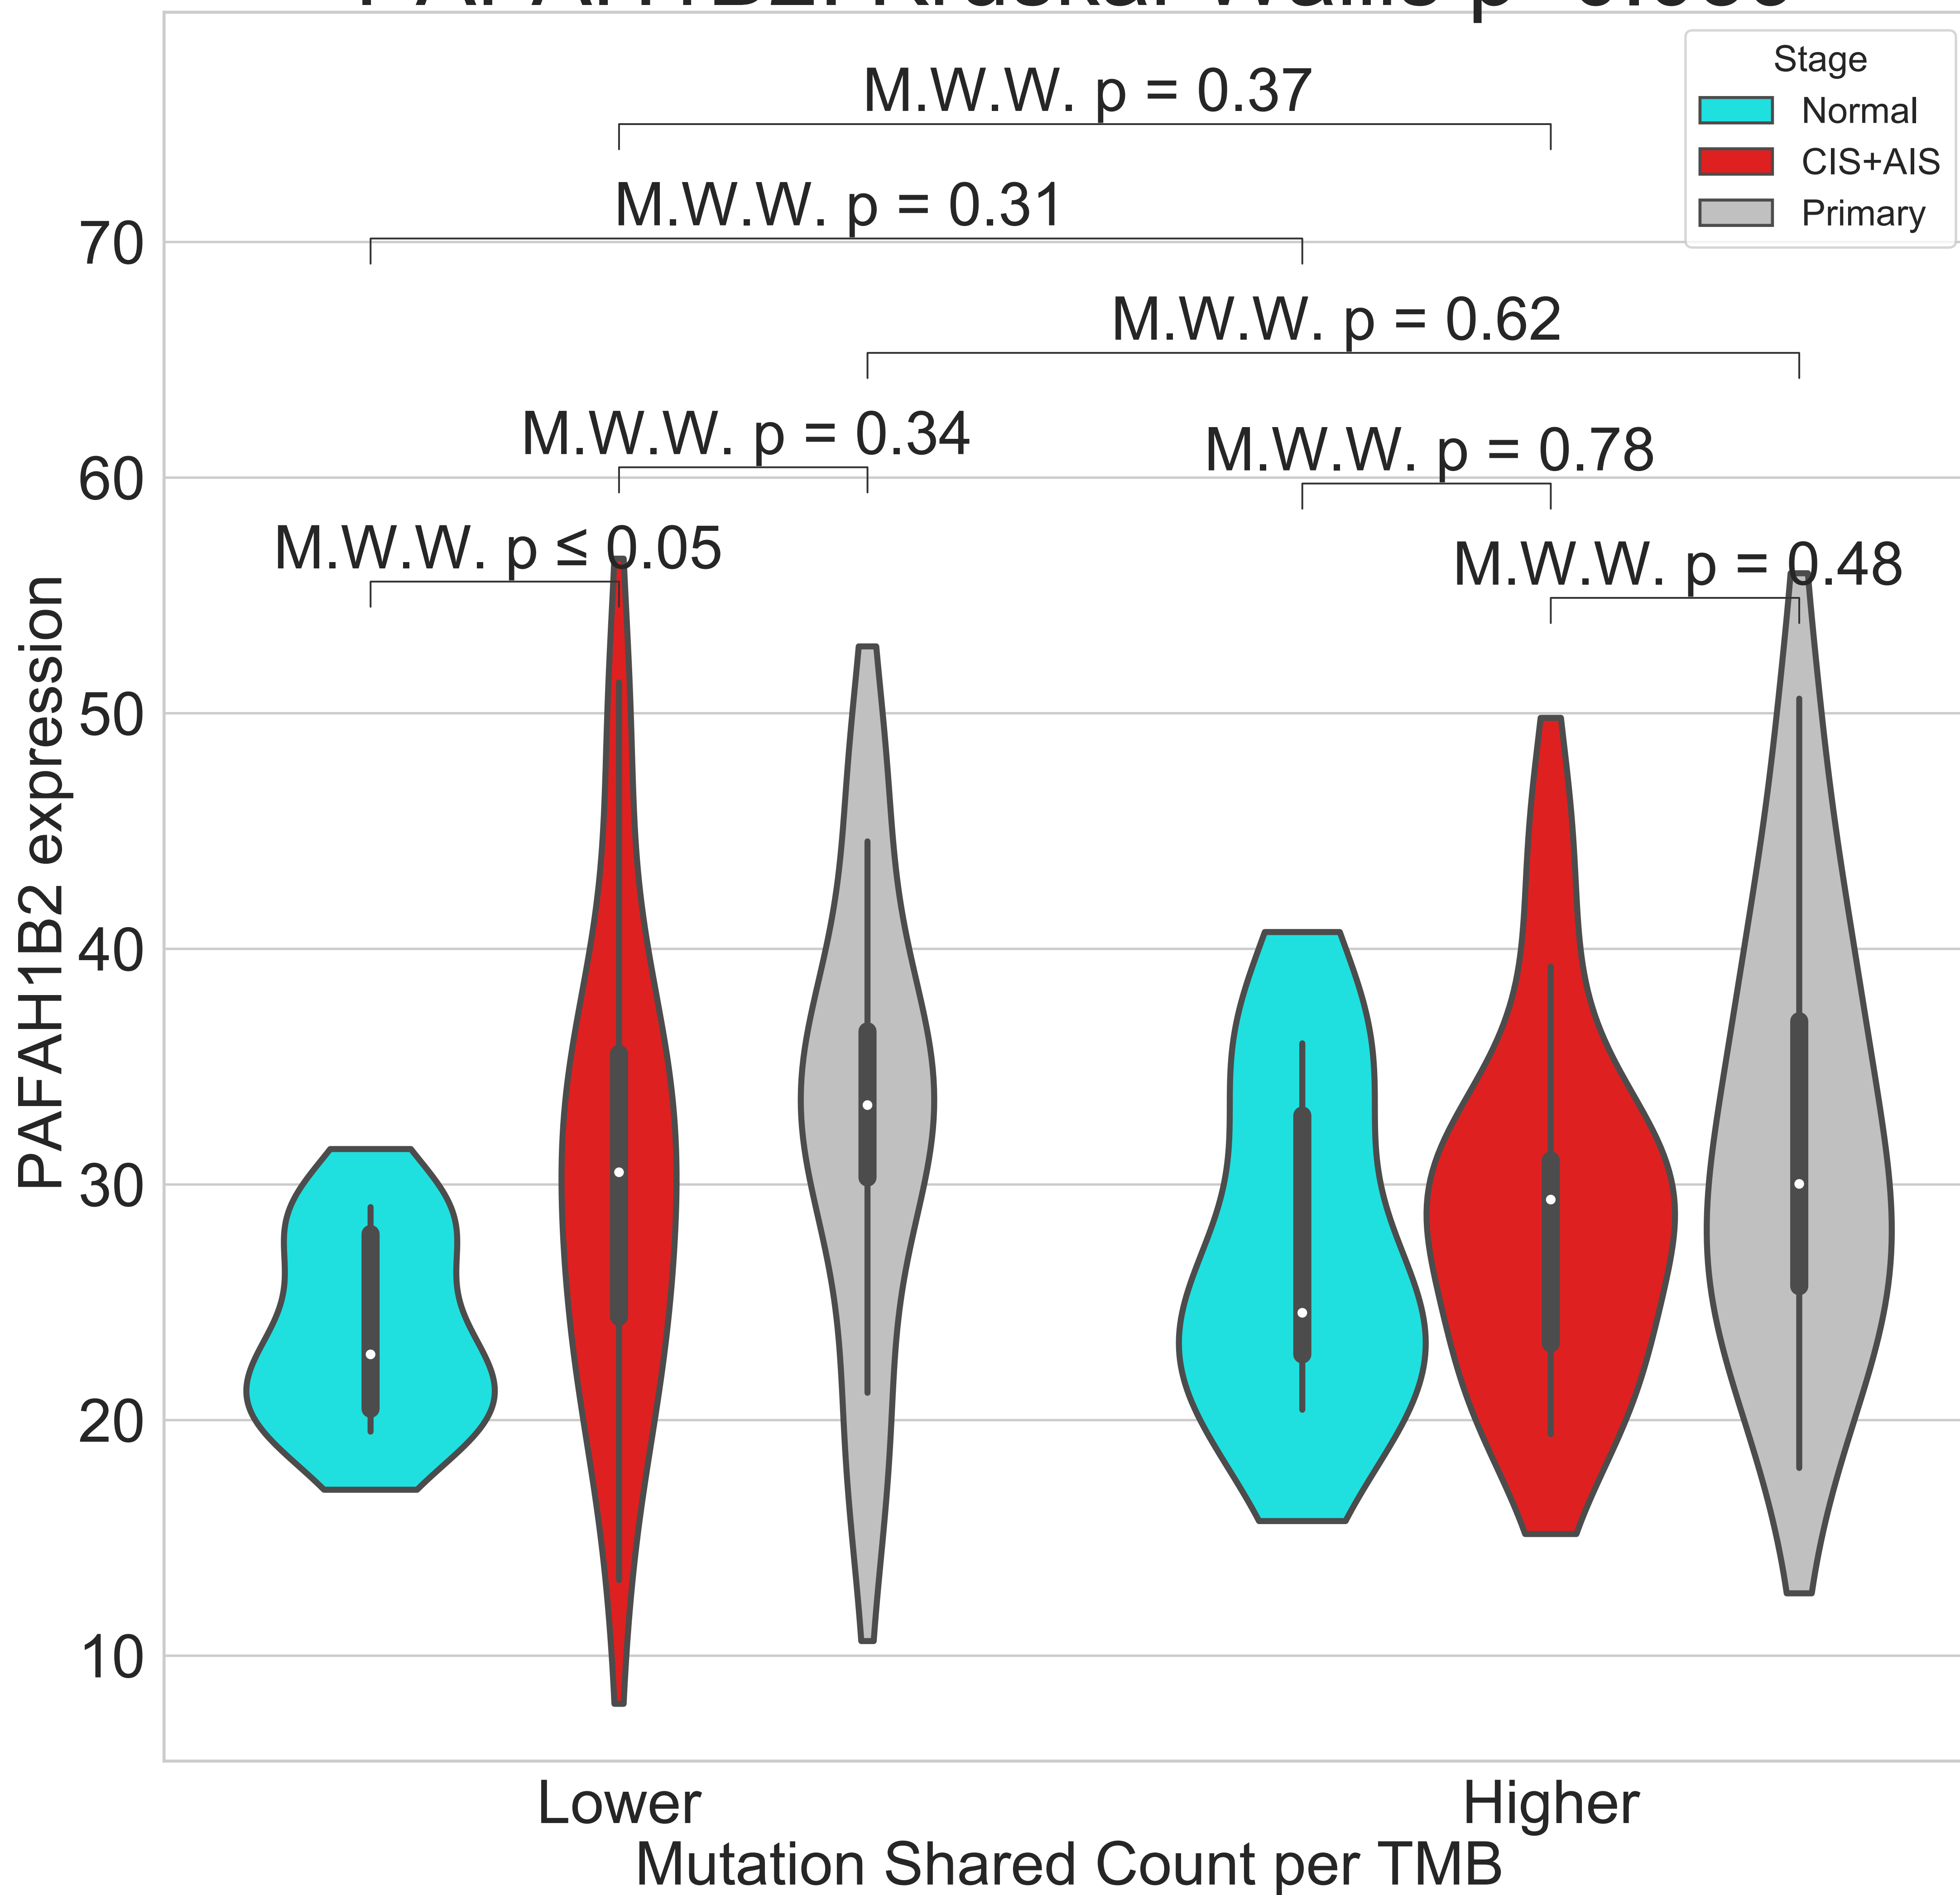 Stage
Normal
CIS+AIS
Primary
M.W.W. p = 0.37
M.W.W. p = 0.31
M.W.W. p = 0.62
M.W.W. p = 0.34
M.W.W. p = 0.78
M.W.W. p ≤ 0.05
M.W.W. p = 0.48
PAFAH1B2 expression
70
60
50
40
30
20
10
Lower
Higher
Mutation Shared Count per TMB